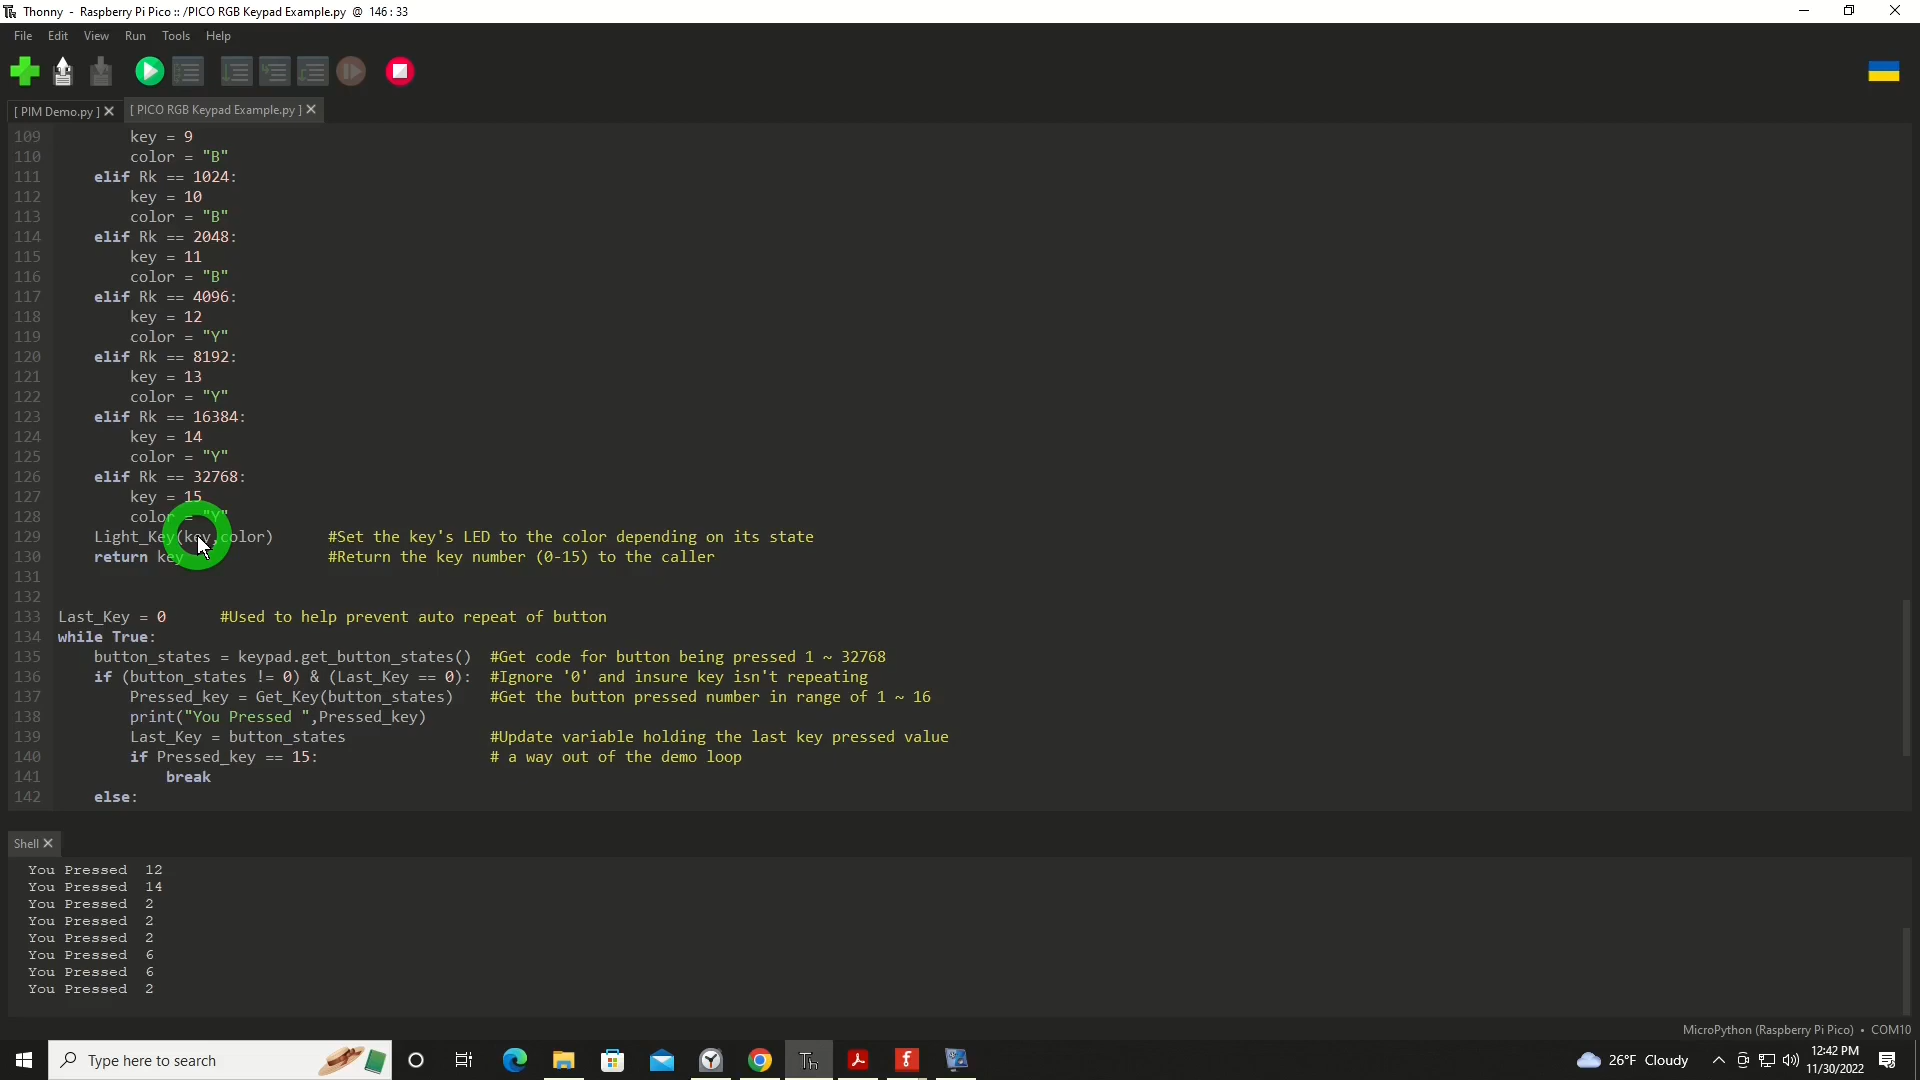 Thonny - Raspberry Pi Pico :: /PICO RGB Keypad Example.py @ 146 : 33
File Edit View Run Tools Help
[ PIM Demo.py ] [ PICO RGB Keypad Example.py ]
109 key = 9
110 color = "B"
111 elif Rk == 1024:
112 key = 10
113 color = "B"
114 elif Rk == 2048:
115 key = 11
116 color = "B"
117 elif Rk == 4096:
118 key = 12
119 color = "Y"
120 elif Rk == 8192:
121 key = 13
122 color = "Y"
123 elif Rk == 16384:
124 key = 14
125 color = "Y"
126 elif Rk == 32768:
127 key = 15
128 color = "Y"
129 Light_Key(key,color) #Set the key's LED to the color depending on its state
130 return key #Return the key number (0-15) to the caller
131
132
133 Last_Key = 0 #Used to help prevent auto repeat of button
134 while True:
135 button_states = keypad.get_button_states() #Get code for button being pressed 1 ~ 32768
136 if (button_states != 0) & (Last_Key == 0): #Ignore '0' and insure key isn't repeating
137 Pressed_key = Get_Key(button_states) #Get the button pressed number in range of 1 ~ 16
138 print("You Pressed ",Pressed_key)
139 Last_Key = button_states #Update variable holding the last key pressed value
140 if Pressed_key == 15: # a way out of the demo loop
141 break
142 else:
Shell
You Pressed 12
You Pressed 14
You Pressed 2
You Pressed 2
You Pressed 2
You Pressed 6
You Pressed 6
You Pressed 2
MicroPython (Raspberry Pi Pico) • COM10
Type here to search
Th
26°F Cloudy
12:42 PM
11/30/2022